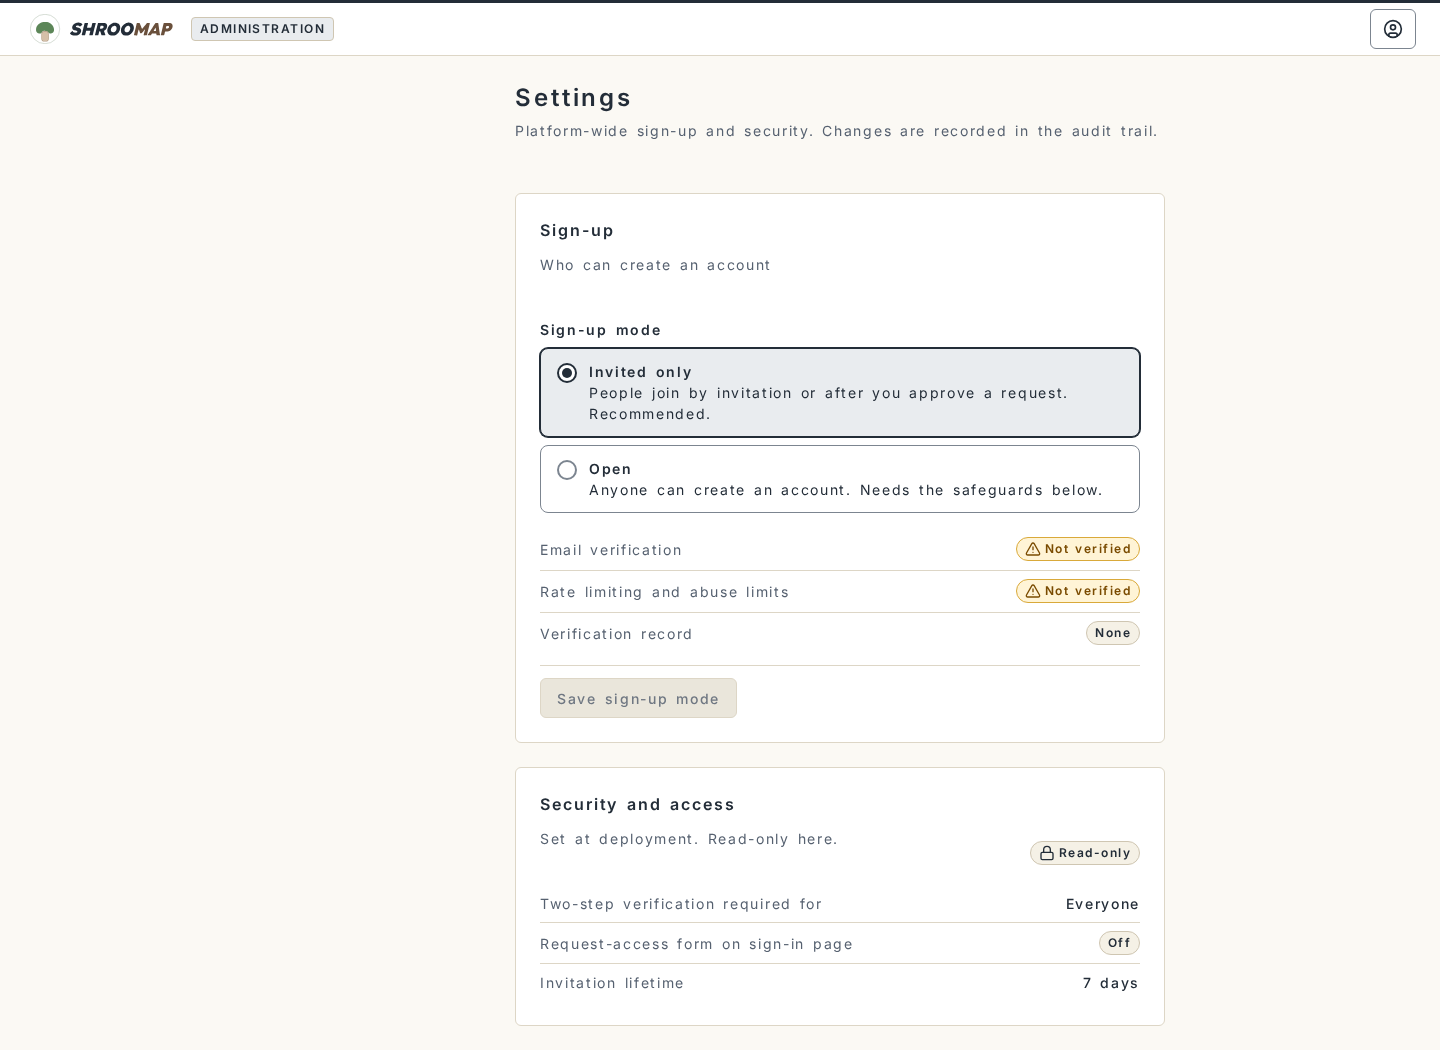 SHROOMAP ADMINISTRATION
Settings
Platform-wide sign-up and security. Changes are recorded in the audit trail.
Sign-up
Who can create an account
Sign-up mode
Invited only
People join by invitation or after you approve a request.
Recommended.
Open
Anyone can create an account. Needs the safeguards below.
Email verification Not verified
Rate limiting and abuse limits Not verified
Verification record None
Save sign-up mode
Security and access
Set at deployment. Read-only here.
Read-only
Two-step verification required for Everyone
Request-access form on sign-in page Off
Invitation lifetime 7 days